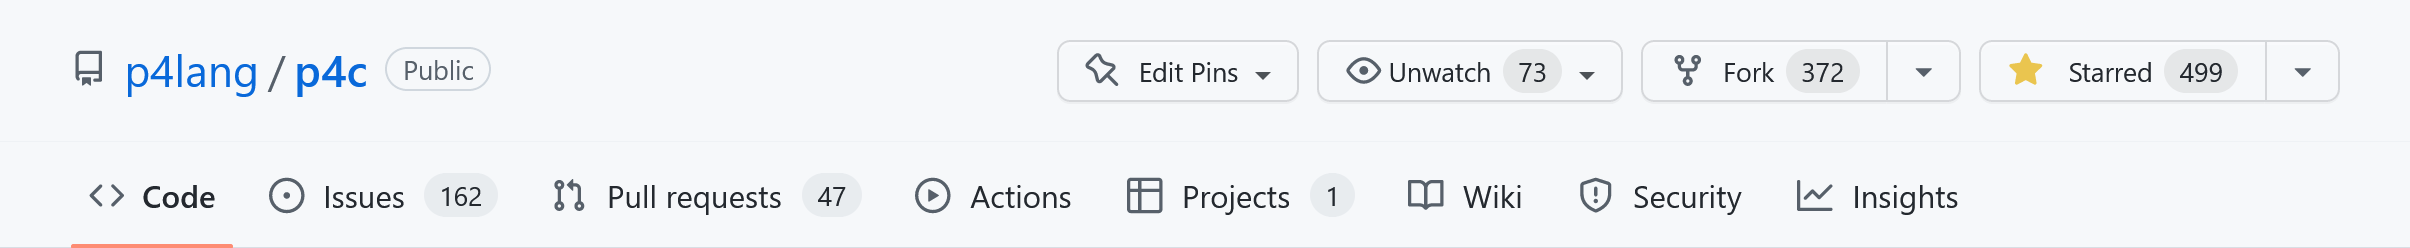 p4lang / p4c Public Edit Pins Unwatch 73 Fork 372 Starred 499
Code Issues 162 Pull requests 47 Actions Projects 1 Wiki Security Insights